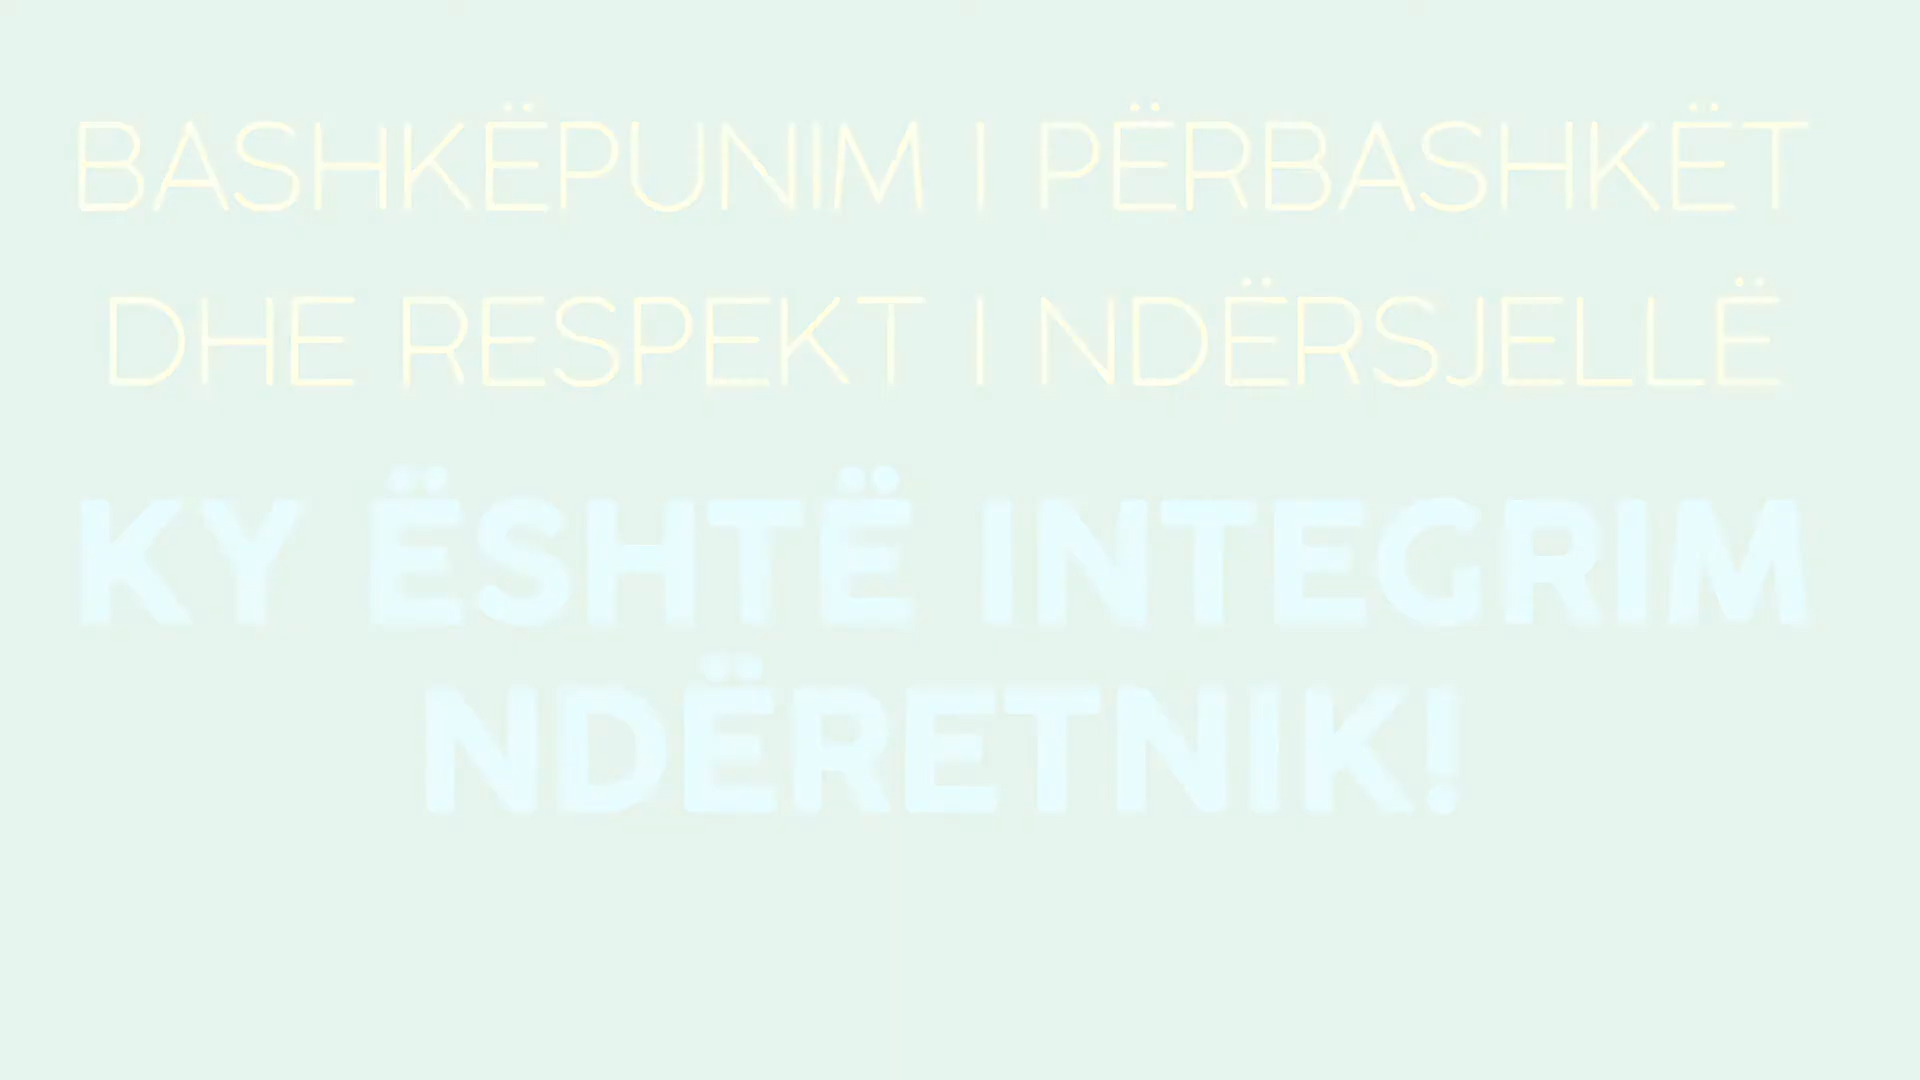 BASHKËPUNIM I PËRBASHKËT
DHE RESPEKT I NDËRSJELLË
KY ËSHTË INTEGRIM
NDËRETNIK!